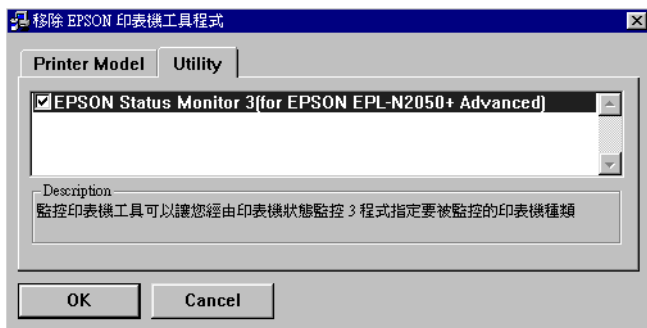 移除 EPSON 印表機工具程式
Printer Model Utility
EPSON Status Monitor 3(for EPSON EPL-N2050+ Advanced)
Description
監控印表機工具可以讓您經由印表機狀態監控 3 程式指定要被監控的印表機種類
OK Cancel